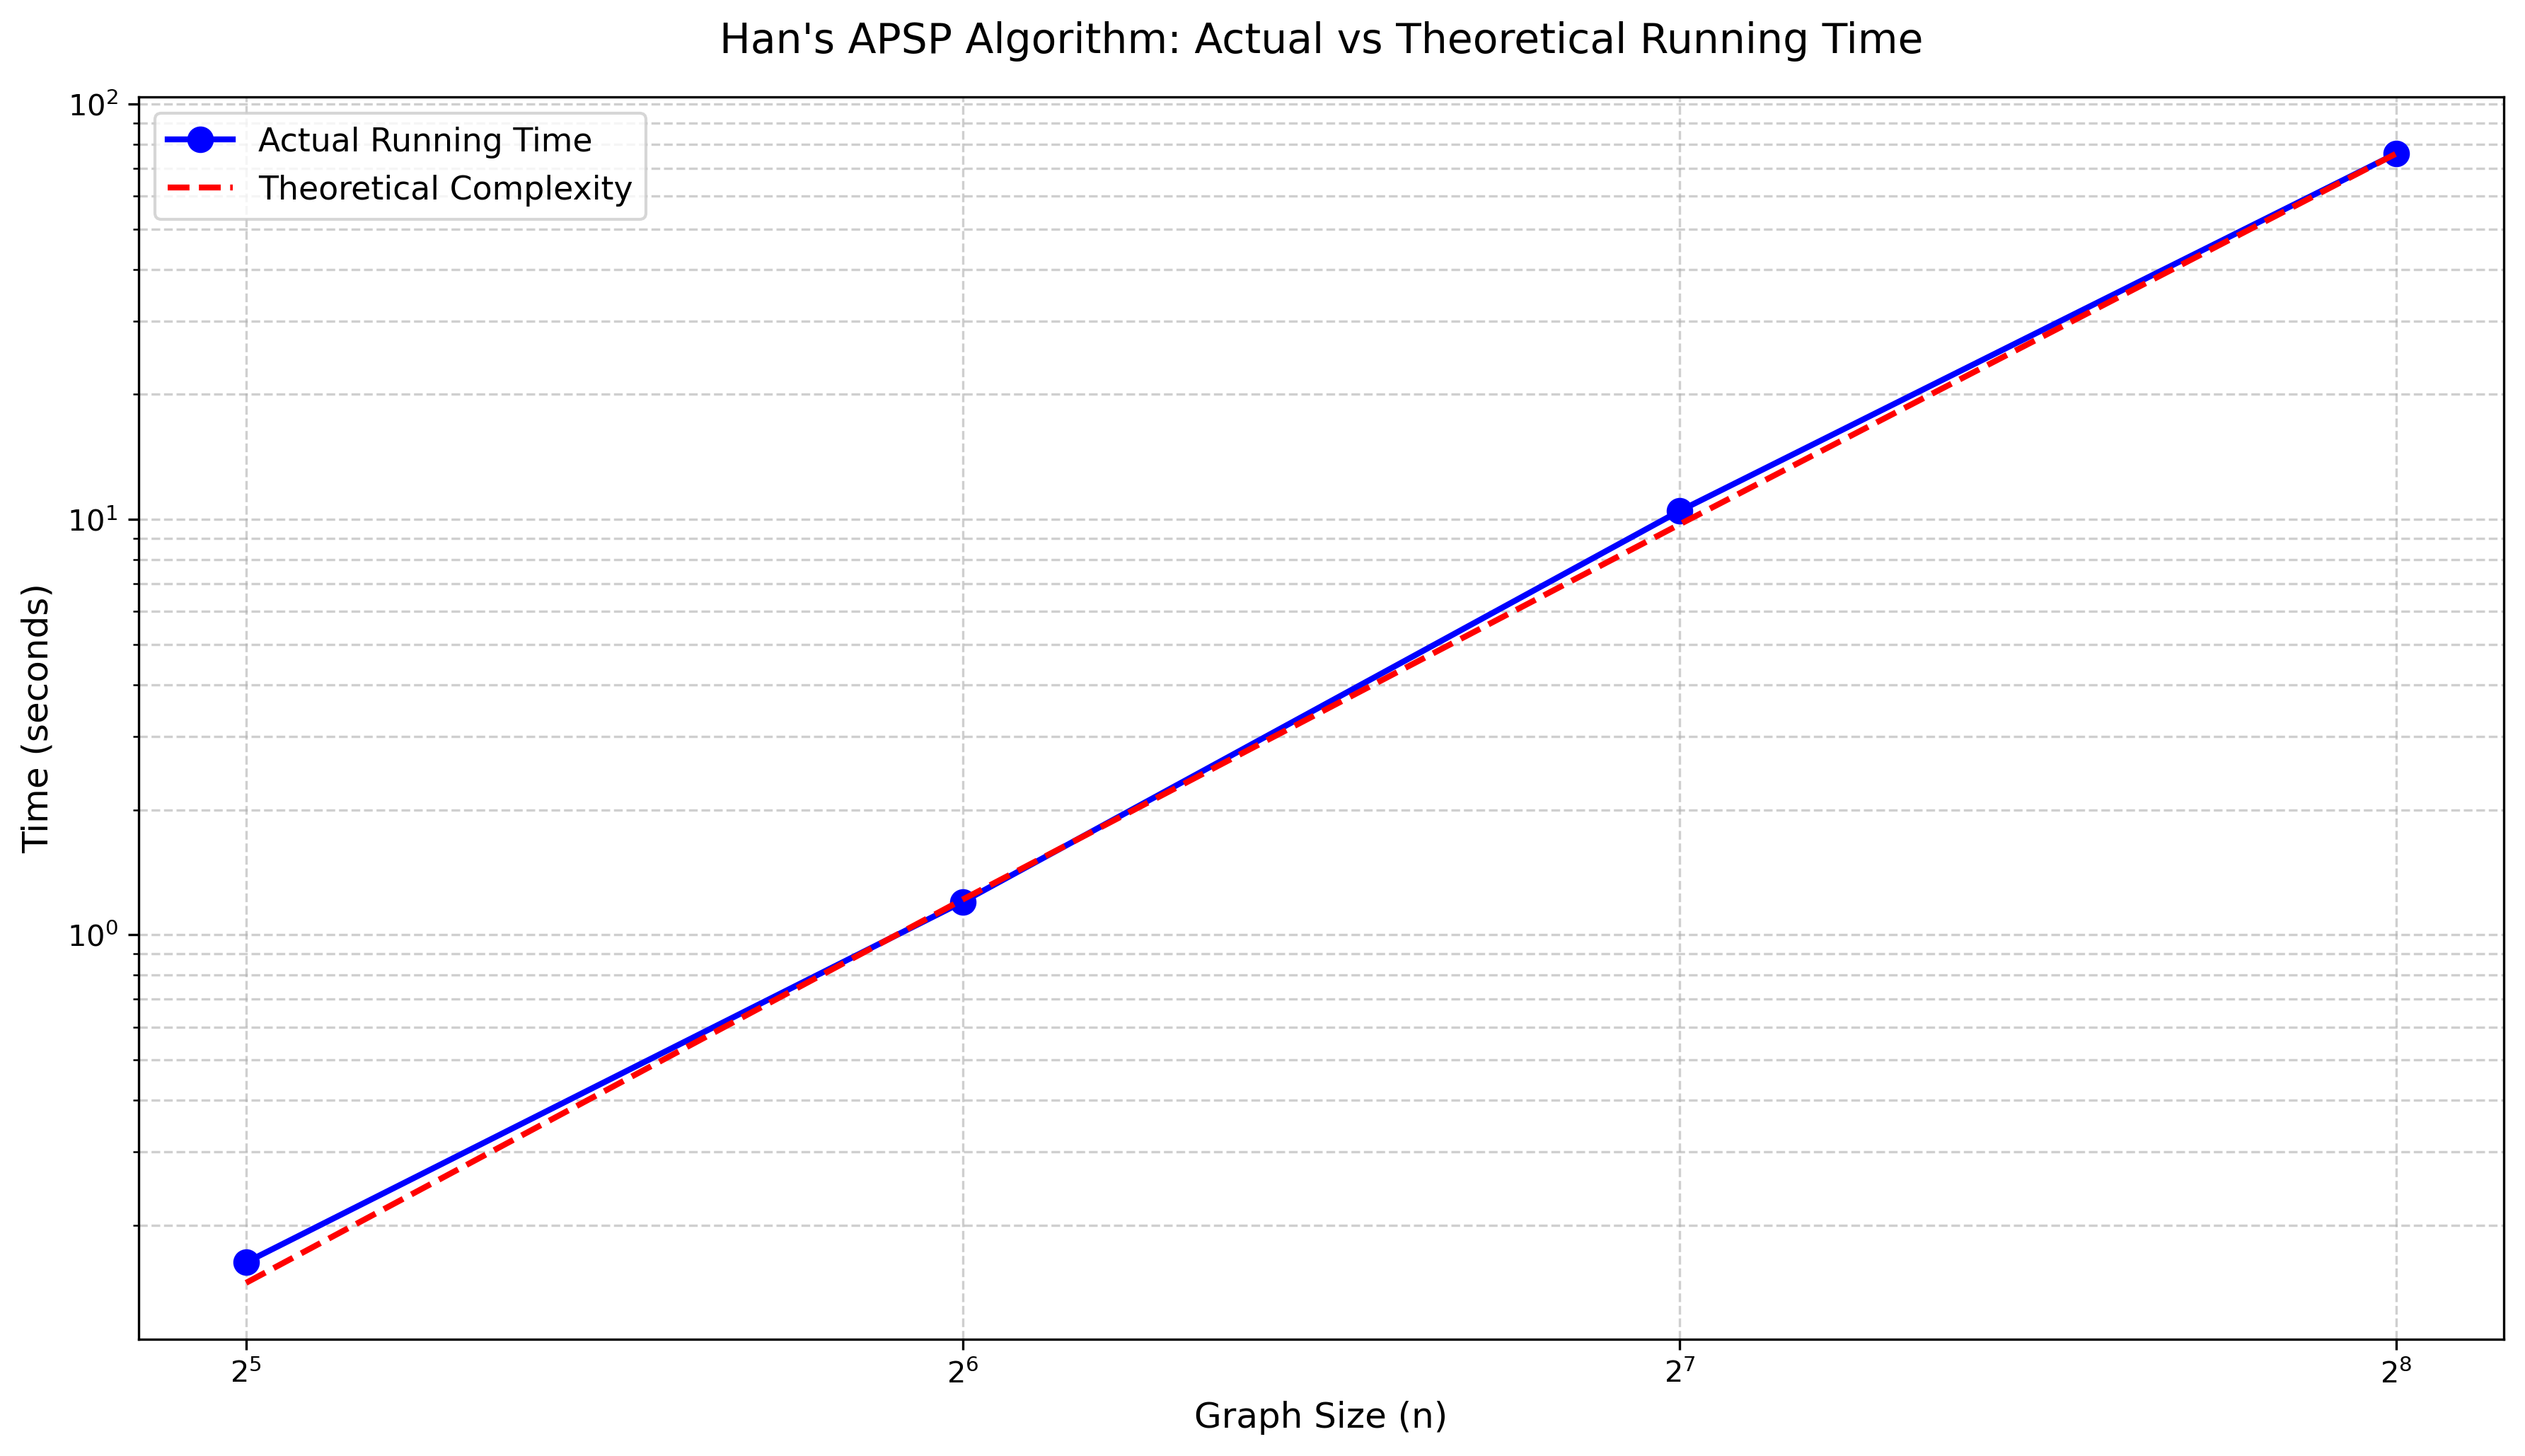 Han's APSP Algorithm: Actual vs Theoretical Running Time
Actual Running Time
Theoretical Complexity
Time (seconds)
10²
10¹
10⁰
2⁵ 2⁶ 2⁷ 2⁸
Graph Size (n)